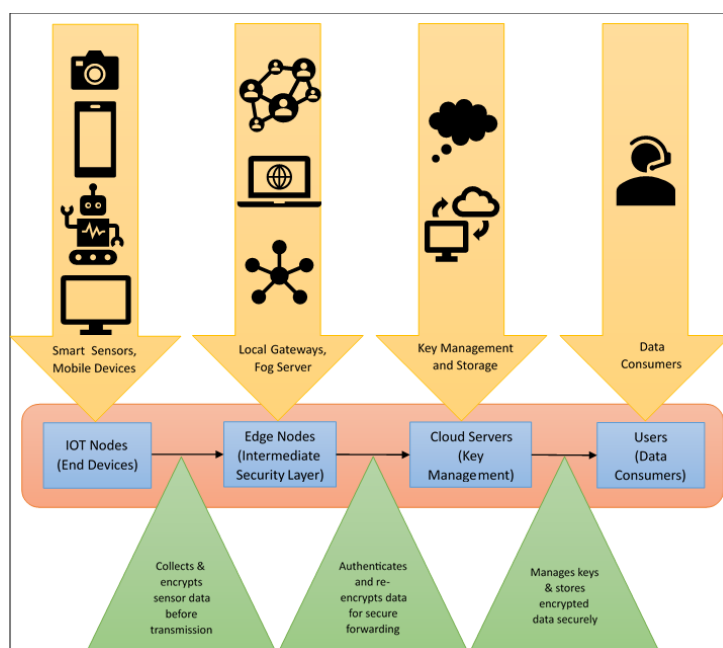 Smart Sensors,
Mobile Devices
Local Gateways,
Fog Server
Key Management
and Storage
Data
Consumers
IOT Nodes
(End Devices)
Edge Nodes
(Intermediate
Security Layer)
Cloud Servers
(Key
Management)
Users
(Data
Consumers)
Collects &
encrypts
sensor data
before
transmission
Authenticates
and re-
encrypts data
for secure
forwarding
Manages keys
& stores
encrypted
data securely